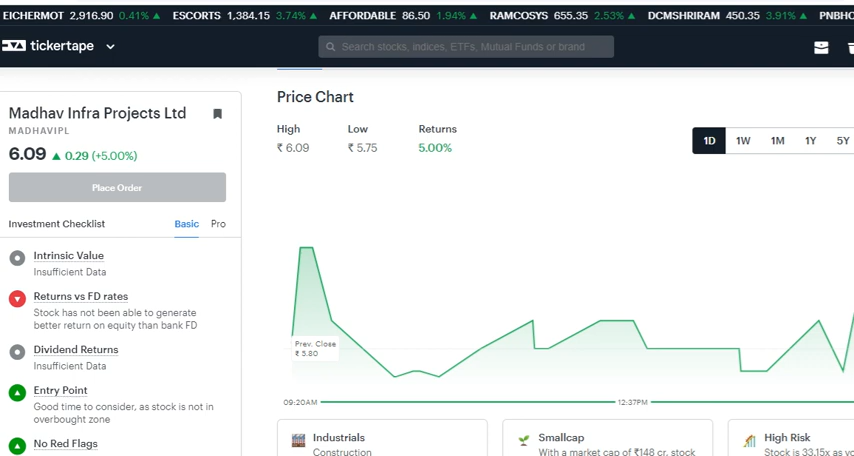 EICHERMOT 2,916.90 0.41% ▲ ESCORTS 1,384.15 3.74% ▲ AFFORDABLE 86.50 1.94% ▲ RAMCOSYS 655.35 2.53% ▲ DCMSHRIRAM 450.35 3.91% ▲ PNBHO
tickertape
Search stocks, indices, ETFs, Mutual Funds or brand
Madhav Infra Projects Ltd
MADHAVIPL
6.09 ▲ 0.29 (+5.00%)
Place Order
Investment Checklist Basic Pro
Intrinsic Value
Insufficient Data
Returns vs FD rates
Stock has not been able to generate
better return on equity than bank FD
Dividend Returns
Insufficient Data
Entry Point
Good time to consider, as stock is not in
overbought zone
No Red Flags
Price Chart
High Low Returns
₹ 6.09 ₹ 5.75 5.00%
1D 1W 1M 1Y 5Y
Prev. Close
₹ 5.80
09:20AM 12:37PM
Industrials
Construction
Smallcap
With a market cap of ₹148 cr, stock
High Risk
Stock is 33.15x as vo